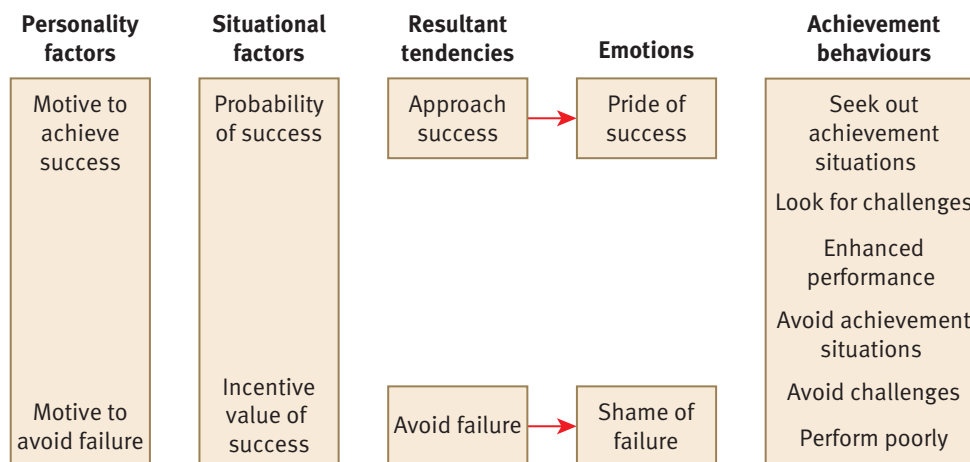 Personality
factors
Situational
factors
Resultant
tendencies
Emotions
Achievement
behaviours
Motive to
achieve
success
Motive to
avoid failure
Probability
of success
Incentive
value of
success
Approach
success
Avoid failure
Pride of
success
Shame of
failure
Seek out
achievement
situations
Look for challenges
Enhanced
performance
Avoid achievement
situations
Avoid challenges
Perform poorly